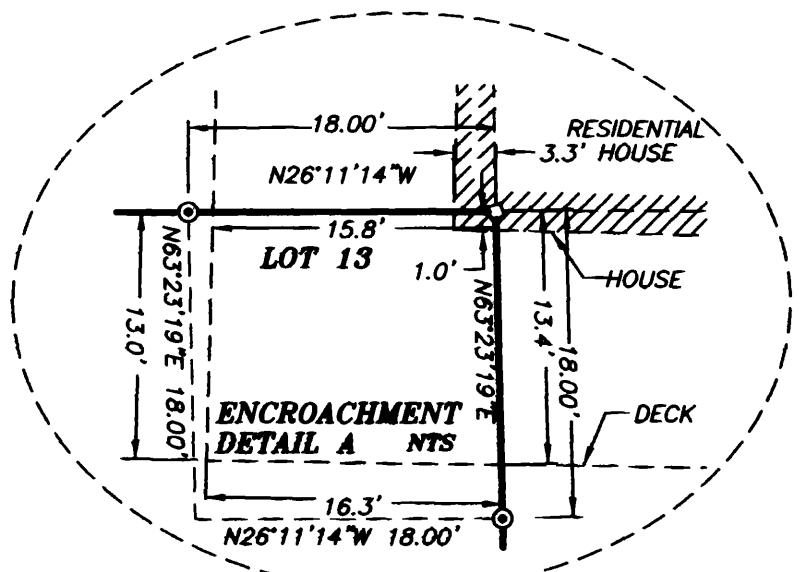 18.00'
RESIDENTIAL
3.3' HOUSE
N26°11'14"W
15.8'
LOT 13
1.0'
HOUSE
N63°23'19"E 18.00'
13.0'
N63°23'19"E
13.4'
18.00'
ENCROACHMENT
DETAIL A NTS
DECK
16.3'
N26°11'14"W 18.00'